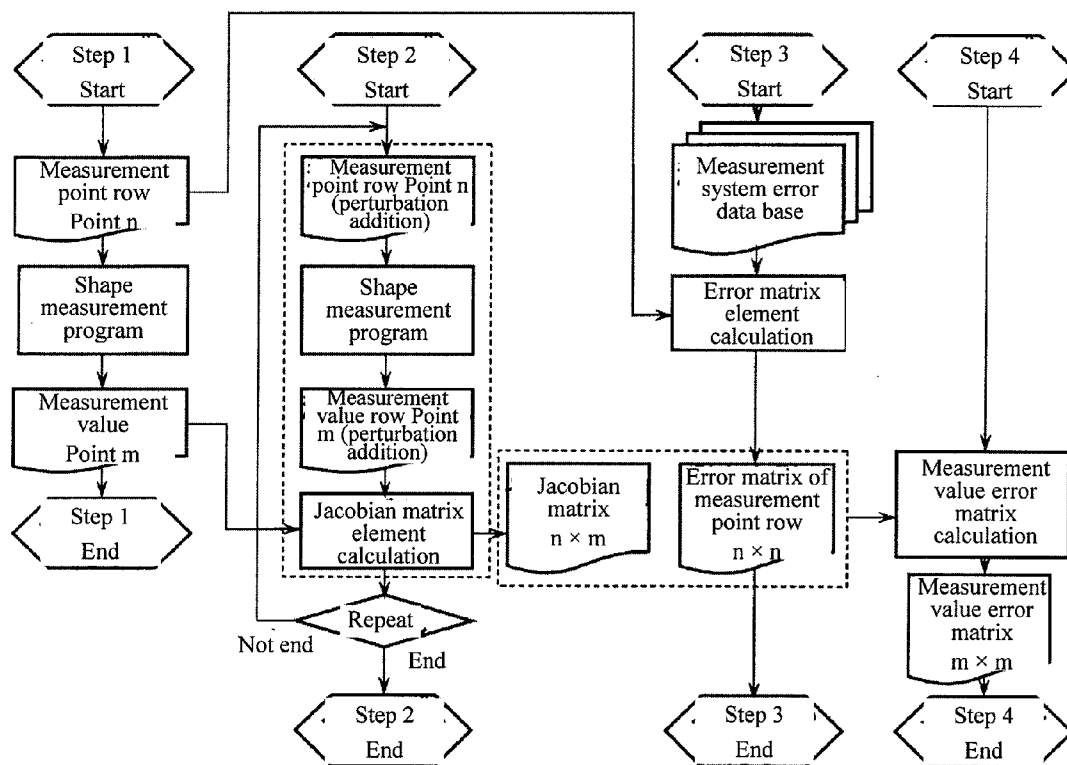 Step 1
Start
Measurement
point row
Point n
Shape
measurement
program
Measurement
value
Point m
Step 1
End
Step 2
Start
Measurement
point row Point n
(perturbation
addition)
Shape
measurement
program
Measurement
value row Point
m (perturbation
addition)
Jacobian matrix
element
calculation
Repeat
Not end
End
Step 2
End
Step 3
Start
Measurement
system error
data base
Error matrix
element
calculation
Jacobian
matrix
n × m
Error matrix of
measurement
point row
n × n
Step 3
End
Step 4
Start
Measurement
value error
matrix
calculation
Measurement
value error
matrix
m × m
Step 4
End